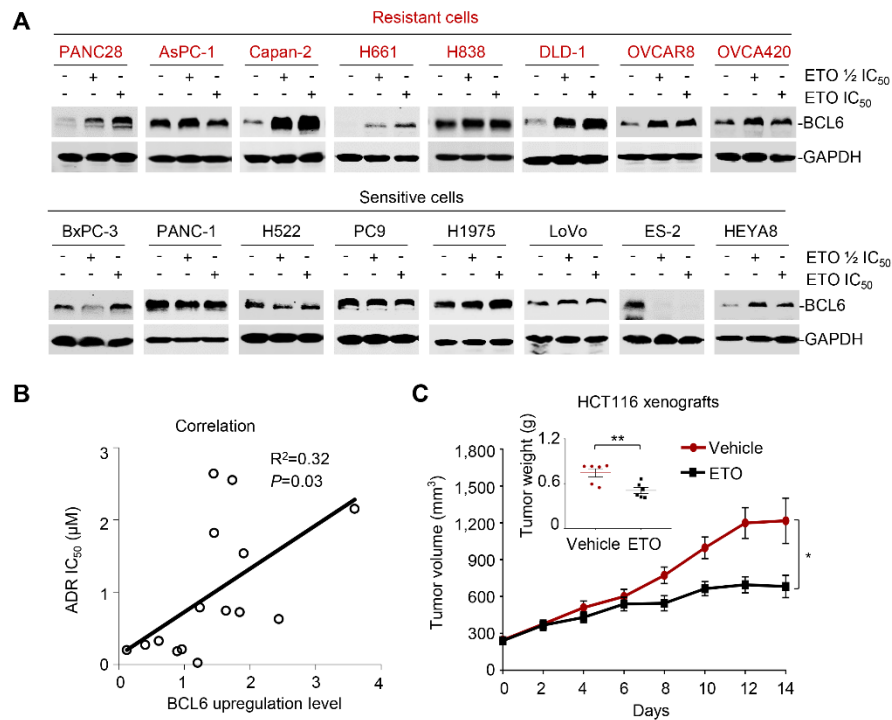 A
Resistant cells
PANC28 AsPC-1 Capan-2 H661 H838 DLD-1 OVCAR8 OVCA420
- + - - + - - + - - + - - + - - + - - + - - + - ETO ½ IC50
- - + - - + - - + - - + - - + - - + - - + - - + ETO IC50
-BCL6
-GAPDH
Sensitive cells
BxPC-3 PANC-1 H522 PC9 H1975 LoVo ES-2 HEYA8
- + - - + - - + - - + - - + - - + - - + - - + - ETO ½ IC50
- - + - - + - - + - - + - - + - - + - - + - - + ETO IC50
-BCL6
-GAPDH
B
Correlation
R²=0.32
P=0.03
ADR IC50 (µM)
3
2
1
0
0 1 2 3 4
BCL6 upregulation level
C
HCT116 xenografts
Tumor weight (g)
1.2
0.6
0
**
Vehicle ETO
Vehicle
ETO
*
Tumor volume (mm³)
1,800
1,500
1,200
900
600
300
0
0 2 4 6 8 10 12 14
Days